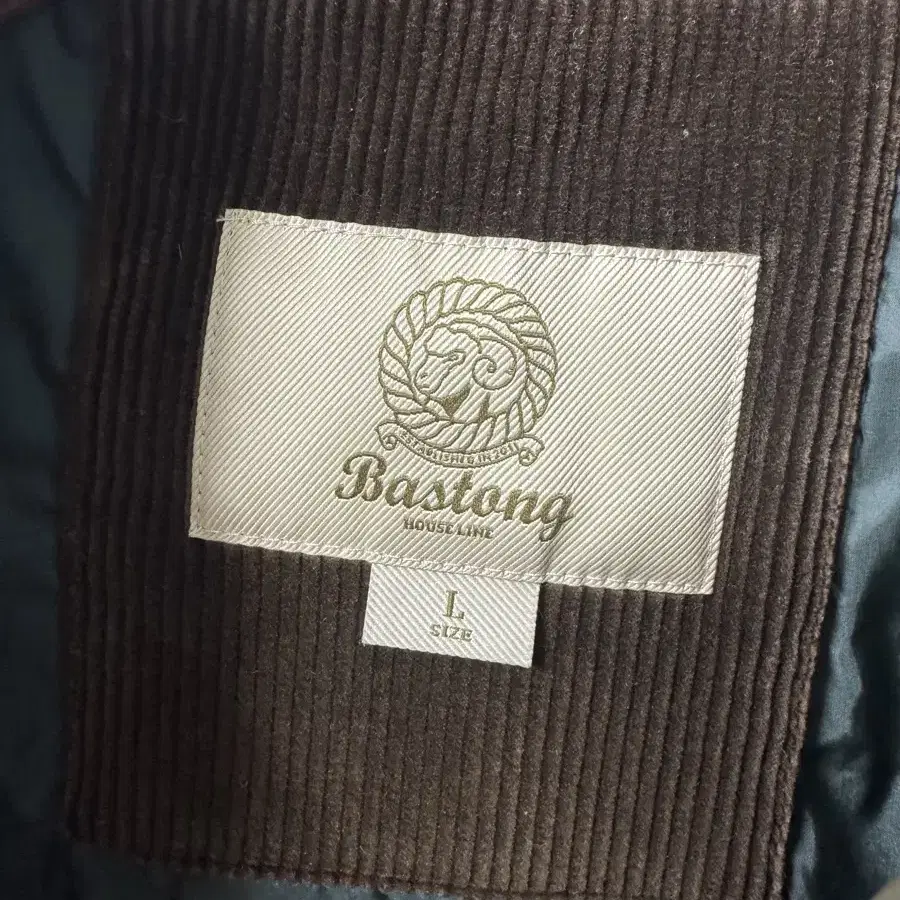 ESTABLISHED IN 2011
Bastong
HOUSE LINE
L
SIZE